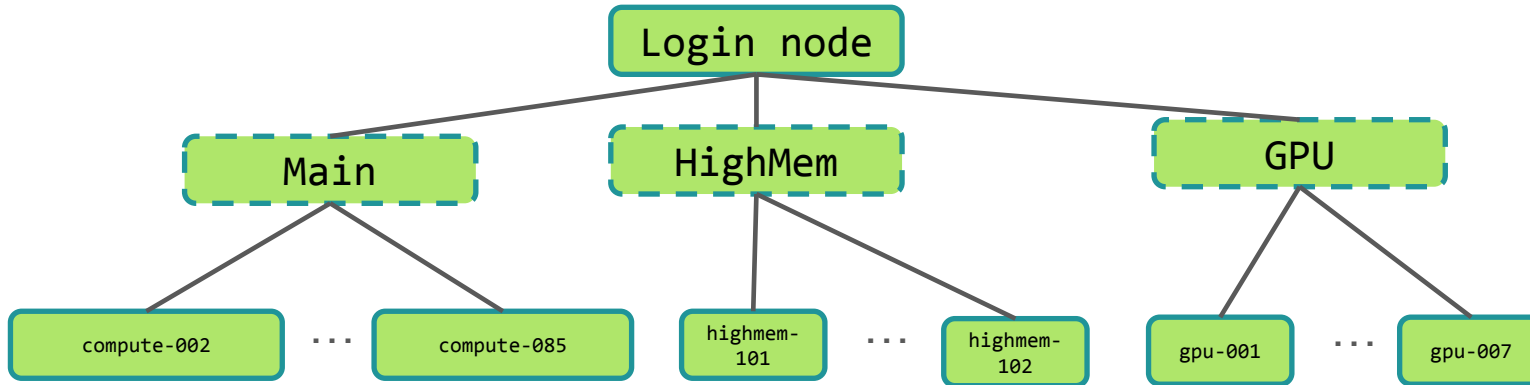 Login node
Main
HighMem
GPU
compute-002
...
compute-085
highmem-
101
...
highmem-
102
gpu-001
...
gpu-007